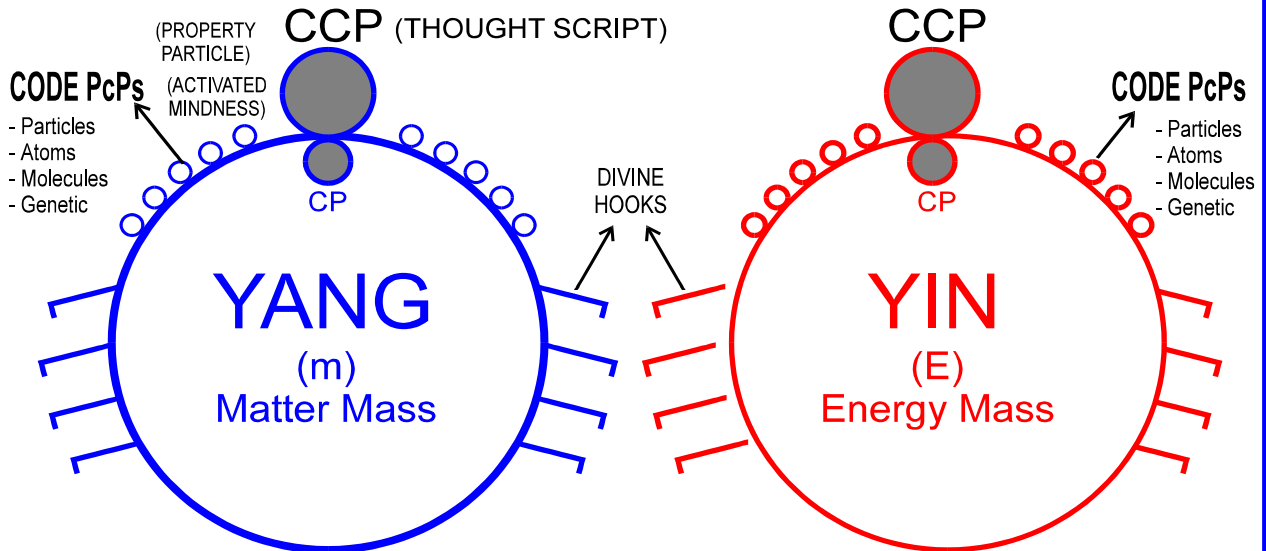 CCP (THOUGHT SCRIPT)
(PROPERTY
PARTICLE)
(ACTIVATED
MINDNESS)
CODE PcPs
- Particles
- Atoms
- Molecules
- Genetic
CP
YANG
(m)
Matter Mass
DIVINE
HOOKS
CCP
CODE PcPs
- Particles
- Atoms
- Molecules
- Genetic
CP
YIN
(E)
Energy Mass